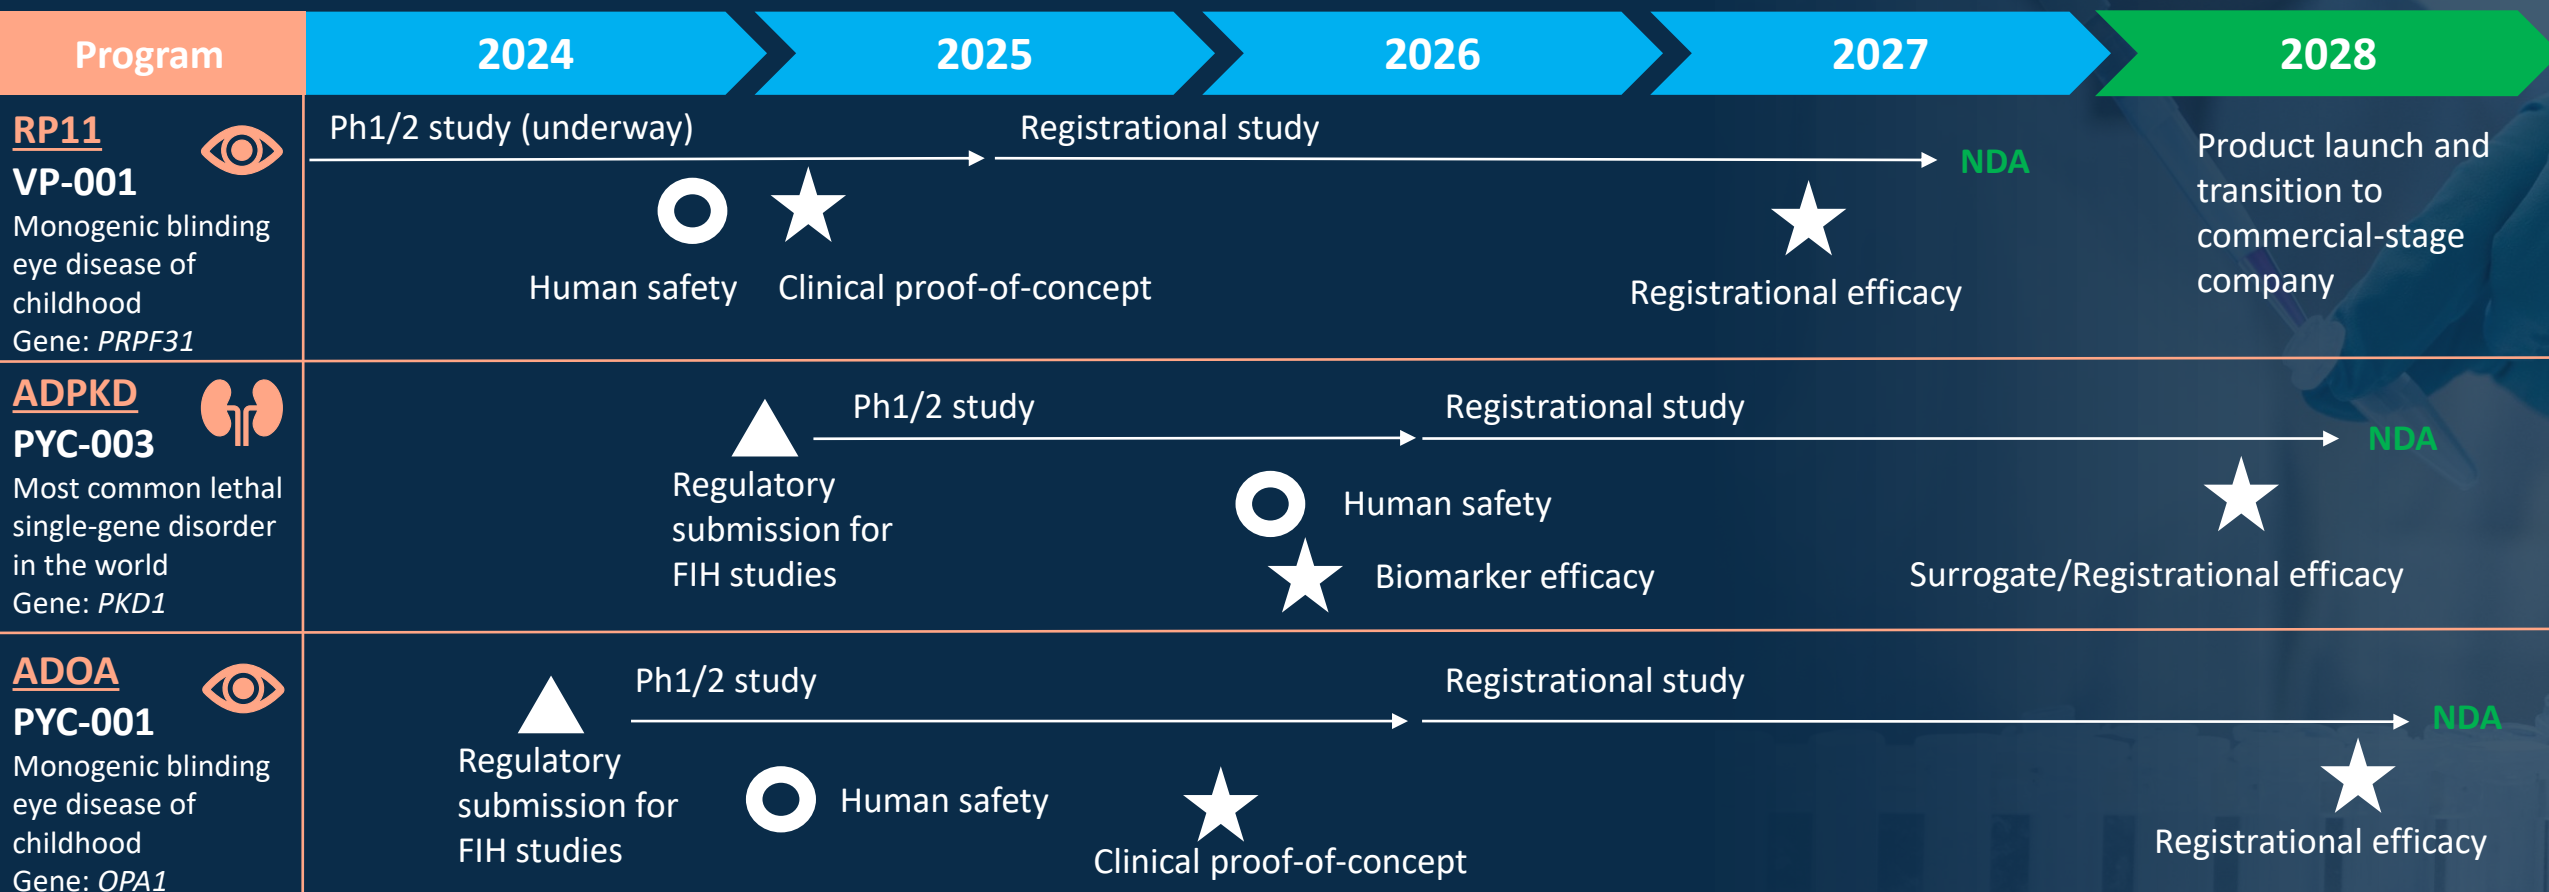 Program
2024
2025
2026
2027
2028
RP11
VP-001
Monogenic blinding
eye disease of
childhood
Gene: PRPF31
Ph1/2 study (underway)
Registrational study
NDA
Human safety
Clinical proof-of-concept
Registrational efficacy
Product launch and
transition to
commercial-stage
company
ADPKD
PYC-003
Most common lethal
single-gene disorder
in the world
Gene: PKD1
Regulatory
submission for
FIH studies
Ph1/2 study
Registrational study
NDA
Human safety
Biomarker efficacy
Surrogate/Registrational efficacy
ADOA
PYC-001
Monogenic blinding
eye disease of
childhood
Gene: OPA1
Regulatory
submission for
FIH studies
Ph1/2 study
Registrational study
NDA
Human safety
Clinical proof-of-concept
Registrational efficacy